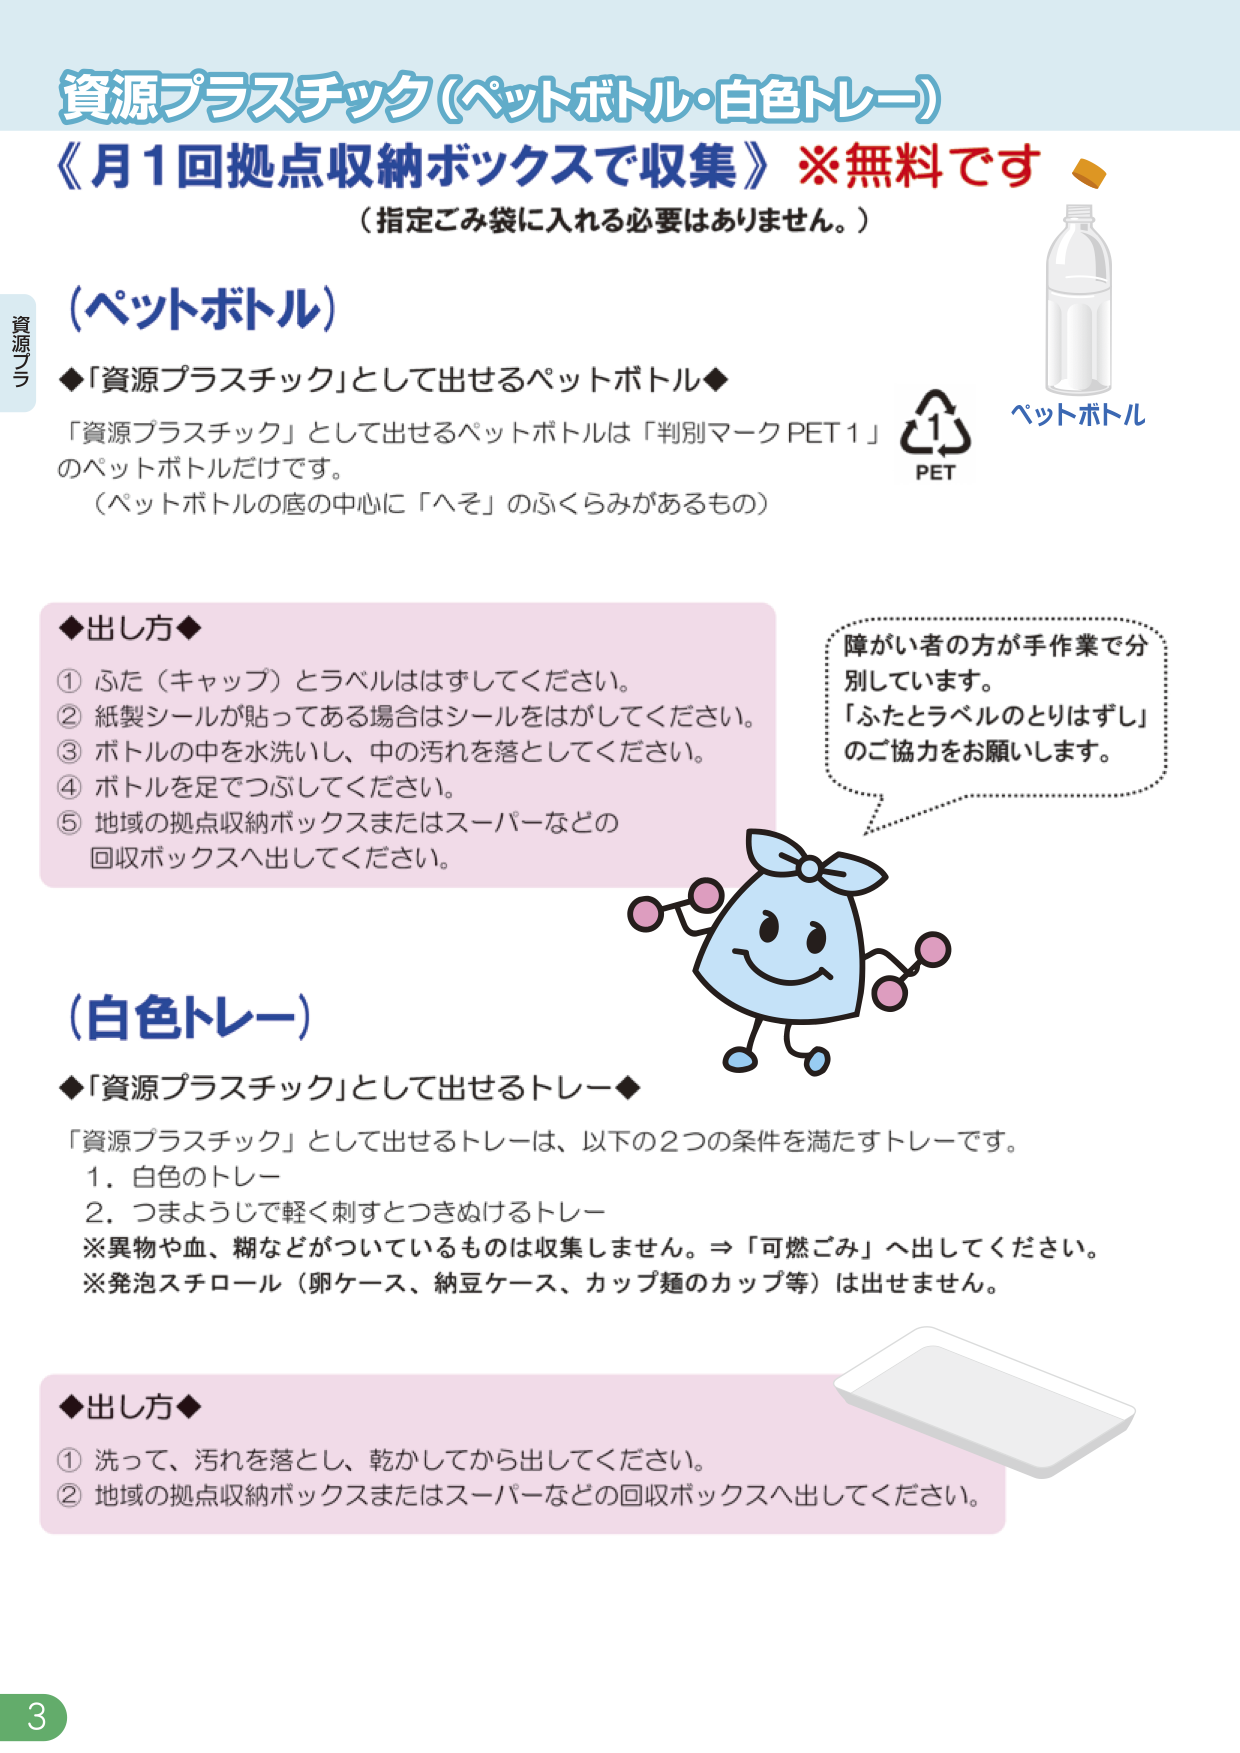 資源プラスチック（ペットボトル・白色トレー）
《月1回拠点収納ボックスで収集》※無料です
（指定ごみ袋に入れる必要はありません。）
資源プラ
（ペットボトル）
◆「資源プラスチック」として出せるペットボトル◆
「資源プラスチック」として出せるペットボトルは「判別マークPET１」
のペットボトルだけです。
（ペットボトルの底の中心に「へそ」のふくらみがあるもの）
1
PET
ペットボトル
◆出し方◆
① ふた（キャップ）とラベルははずしてください。
② 紙製シールが貼ってある場合はシールをはがしてください。
③ ボトルの中を水洗いし、中の汚れを落としてください。
④ ボトルを足でつぶしてください。
⑤ 地域の拠点収納ボックスまたはスーパーなどの
回収ボックスへ出してください。
障がい者の方が手作業で分
別しています。
「ふたとラベルのとりはずし」
のご協力をお願いします。
（白色トレー）
◆「資源プラスチック」として出せるトレー◆
「資源プラスチック」として出せるトレーは、以下の２つの条件を満たすトレーです。
１．白色のトレー
２．つまようじで軽く刺すとつきぬけるトレー
※異物や血、糊などがついているものは収集しません。⇒「可燃ごみ」へ出してください。
※発泡スチロール（卵ケース、納豆ケース、カップ麺のカップ等）は出せません。
◆出し方◆
① 洗って、汚れを落とし、乾かしてから出してください。
② 地域の拠点収納ボックスまたはスーパーなどの回収ボックスへ出してください。
3